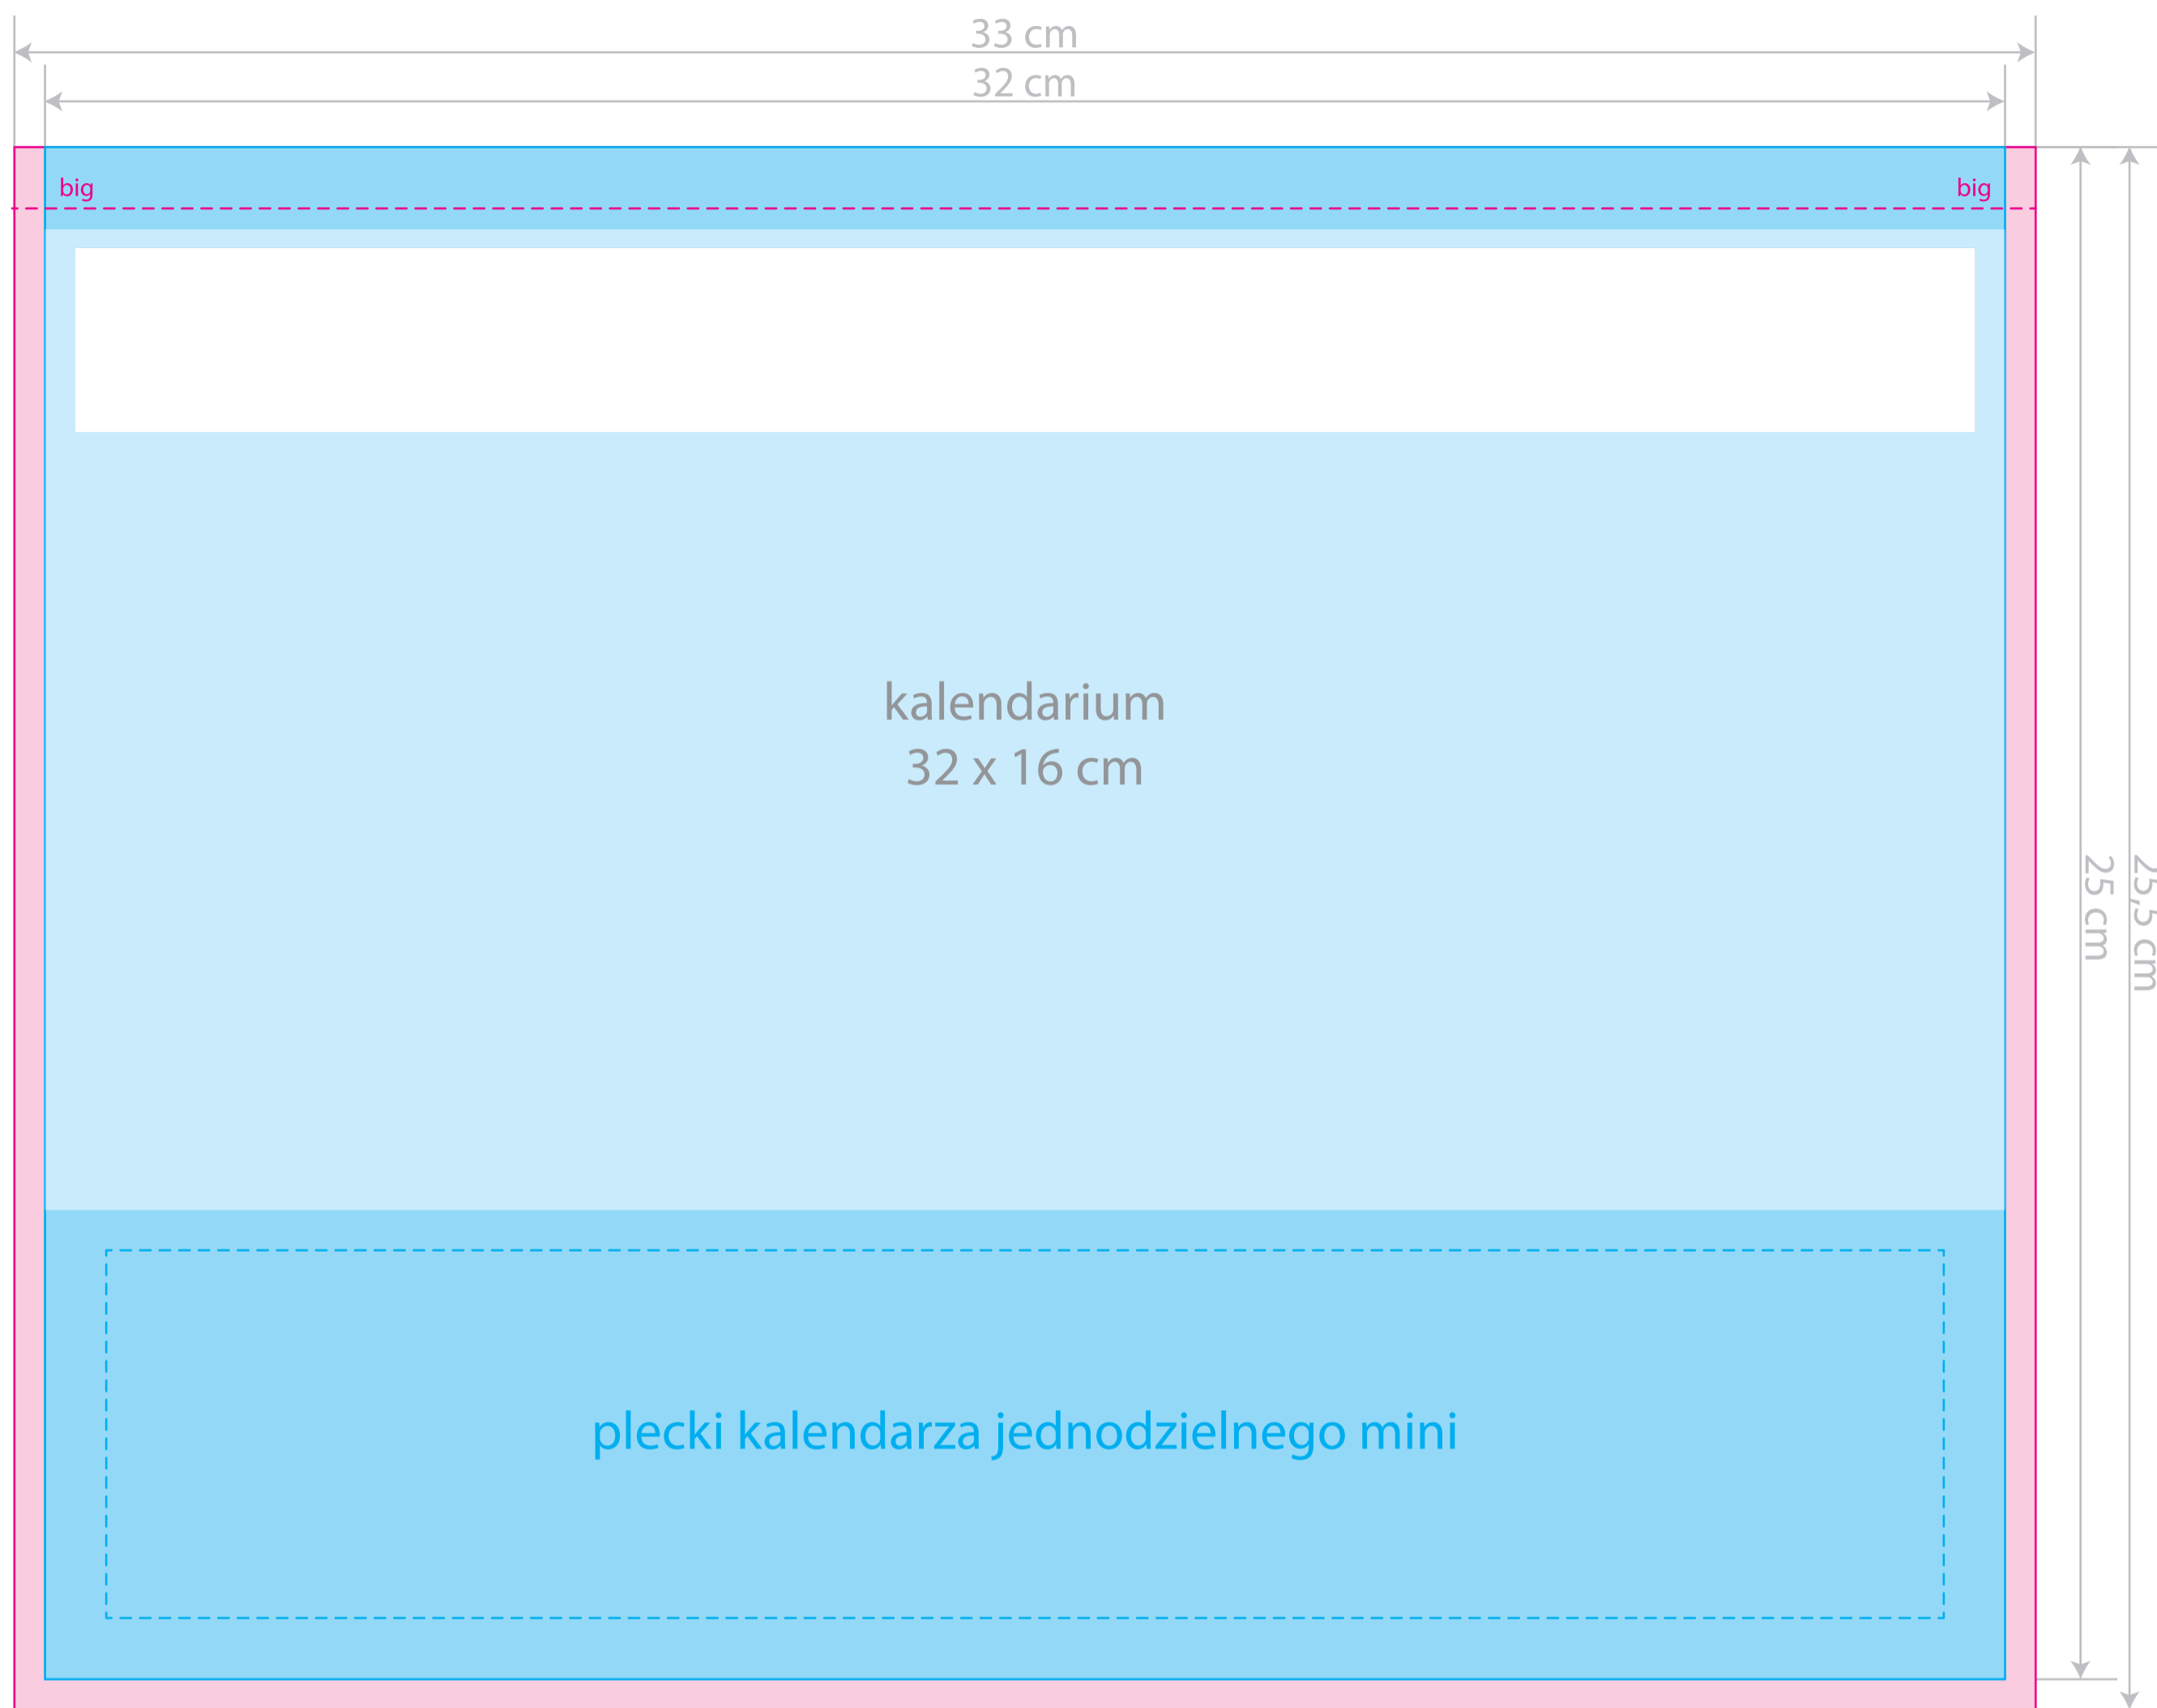 33 cm
32 cm
big
big
kalendarium
32 x 16 cm
25 cm
25,5 cm
plecki kalendarza jednodzielnego mini